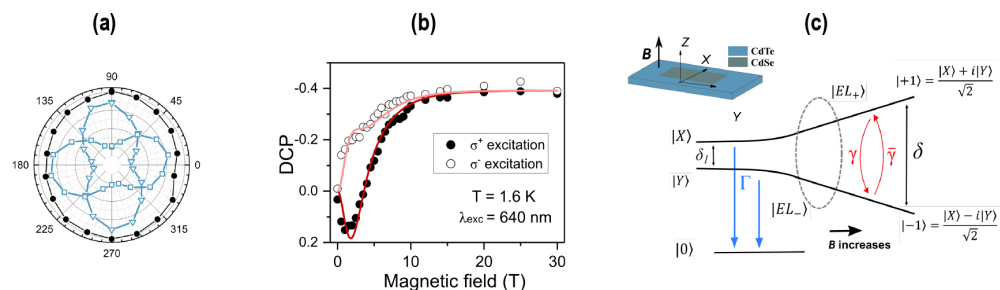 (a)
90
135
45
180
0
225
315
270
(b)
-0.4
-0.2
0.0
0.2
DCP
σ⁺ excitation
σ⁻ excitation
T = 1.6 K
λexc = 640 nm
0 5 10 15 20 25 30
Magnetic field (T)
(c)
B
Z
X
Y
CdTe
CdSe
|EL₊⟩
|+1⟩ = |X⟩ + i|Y⟩ / √2
|X⟩
δₗ
|Y⟩
Γ
γ
γ̄
δ
|EL₋⟩
|−1⟩ = |X⟩ − i|Y⟩ / √2
|0⟩
B increases